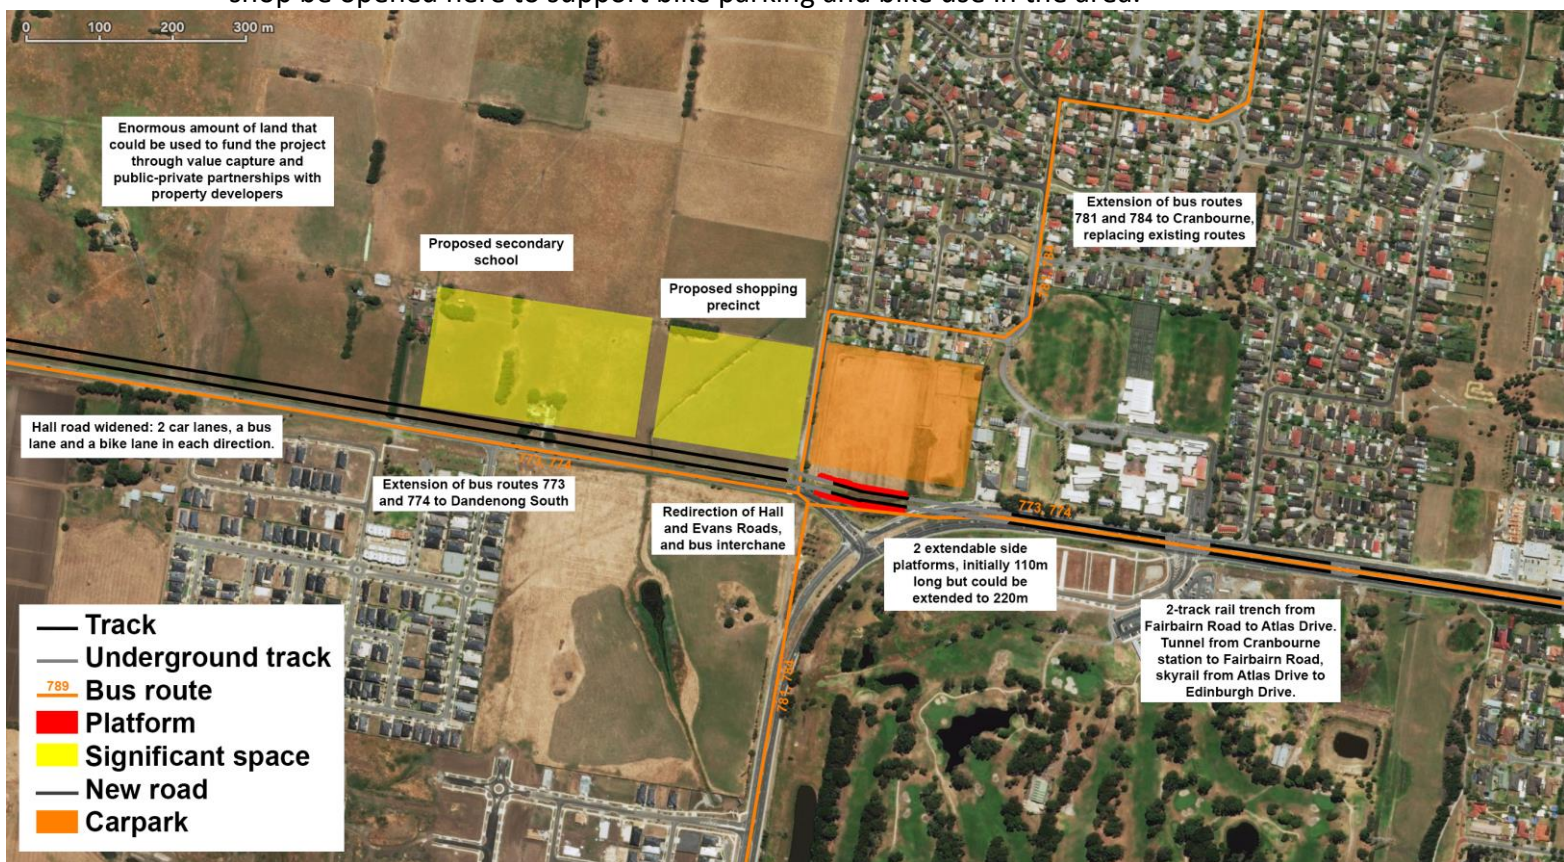 shop be opened here to support bike parking and bike use in the area.
0 100 200 300 m
Enormous amount of land that
could be used to fund the project
through value capture and
public-private partnerships with
property developers
Extension of bus routes
781 and 784 to Cranbourne,
replacing existing routes
Proposed secondary
school
781, 784
Proposed shopping
precinct
Hall road widened: 2 car lanes, a bus
lane and a bike lane in each direction.
773, 774
Extension of bus routes 773
and 774 to Dandenong South
Redirection of Hall
and Evans Roads,
and bus interchane
773, 774
2 extendable side
platforms, initially 110m
long but could be
extended to 220m
2-track rail trench from
Fairbairn Road to Atlas Drive.
Tunnel from Cranbourne
station to Fairbairn Road,
skyrail from Atlas Drive to
Edinburgh Drive.
781, 784
Track
Underground track
789 Bus route
Platform
Significant space
New road
Carpark